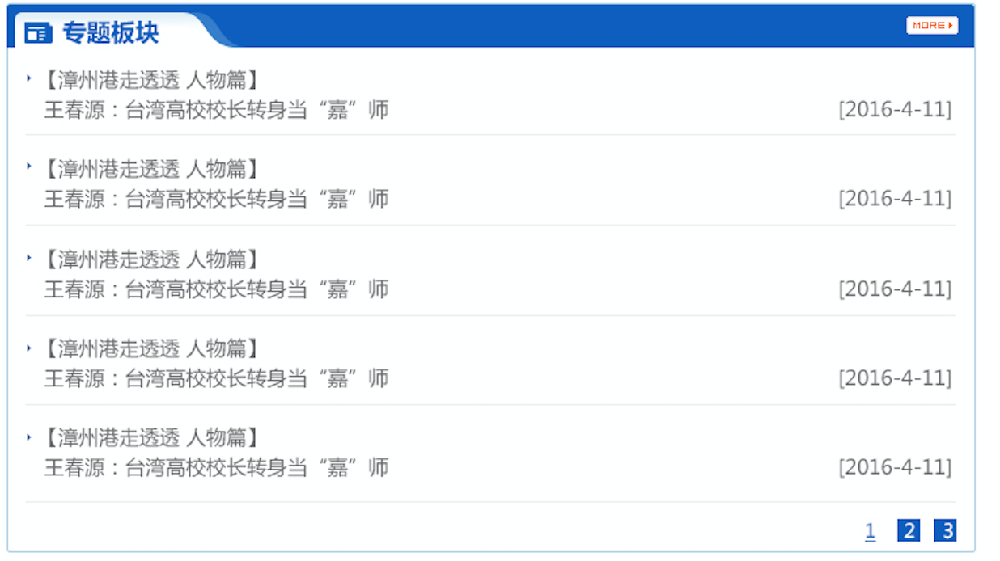 专题板块
MORE
【漳州港走透透 人物篇】
王春源：台湾高校校长转身当“嘉”师
[2016-4-11]
【漳州港走透透 人物篇】
王春源：台湾高校校长转身当“嘉”师
[2016-4-11]
【漳州港走透透 人物篇】
王春源：台湾高校校长转身当“嘉”师
[2016-4-11]
【漳州港走透透 人物篇】
王春源：台湾高校校长转身当“嘉”师
[2016-4-11]
【漳州港走透透 人物篇】
王春源：台湾高校校长转身当“嘉”师
[2016-4-11]
1 2 3